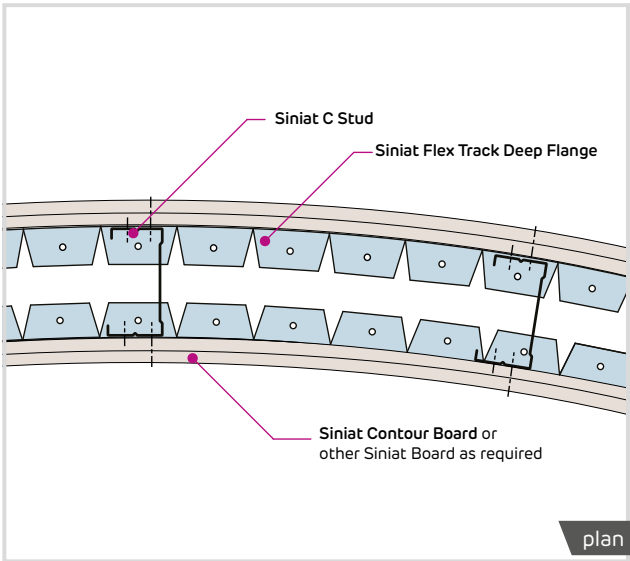 Siniat C Stud
Siniat Flex Track Deep Flange
Siniat Contour Board or
other Siniat Board as required
plan